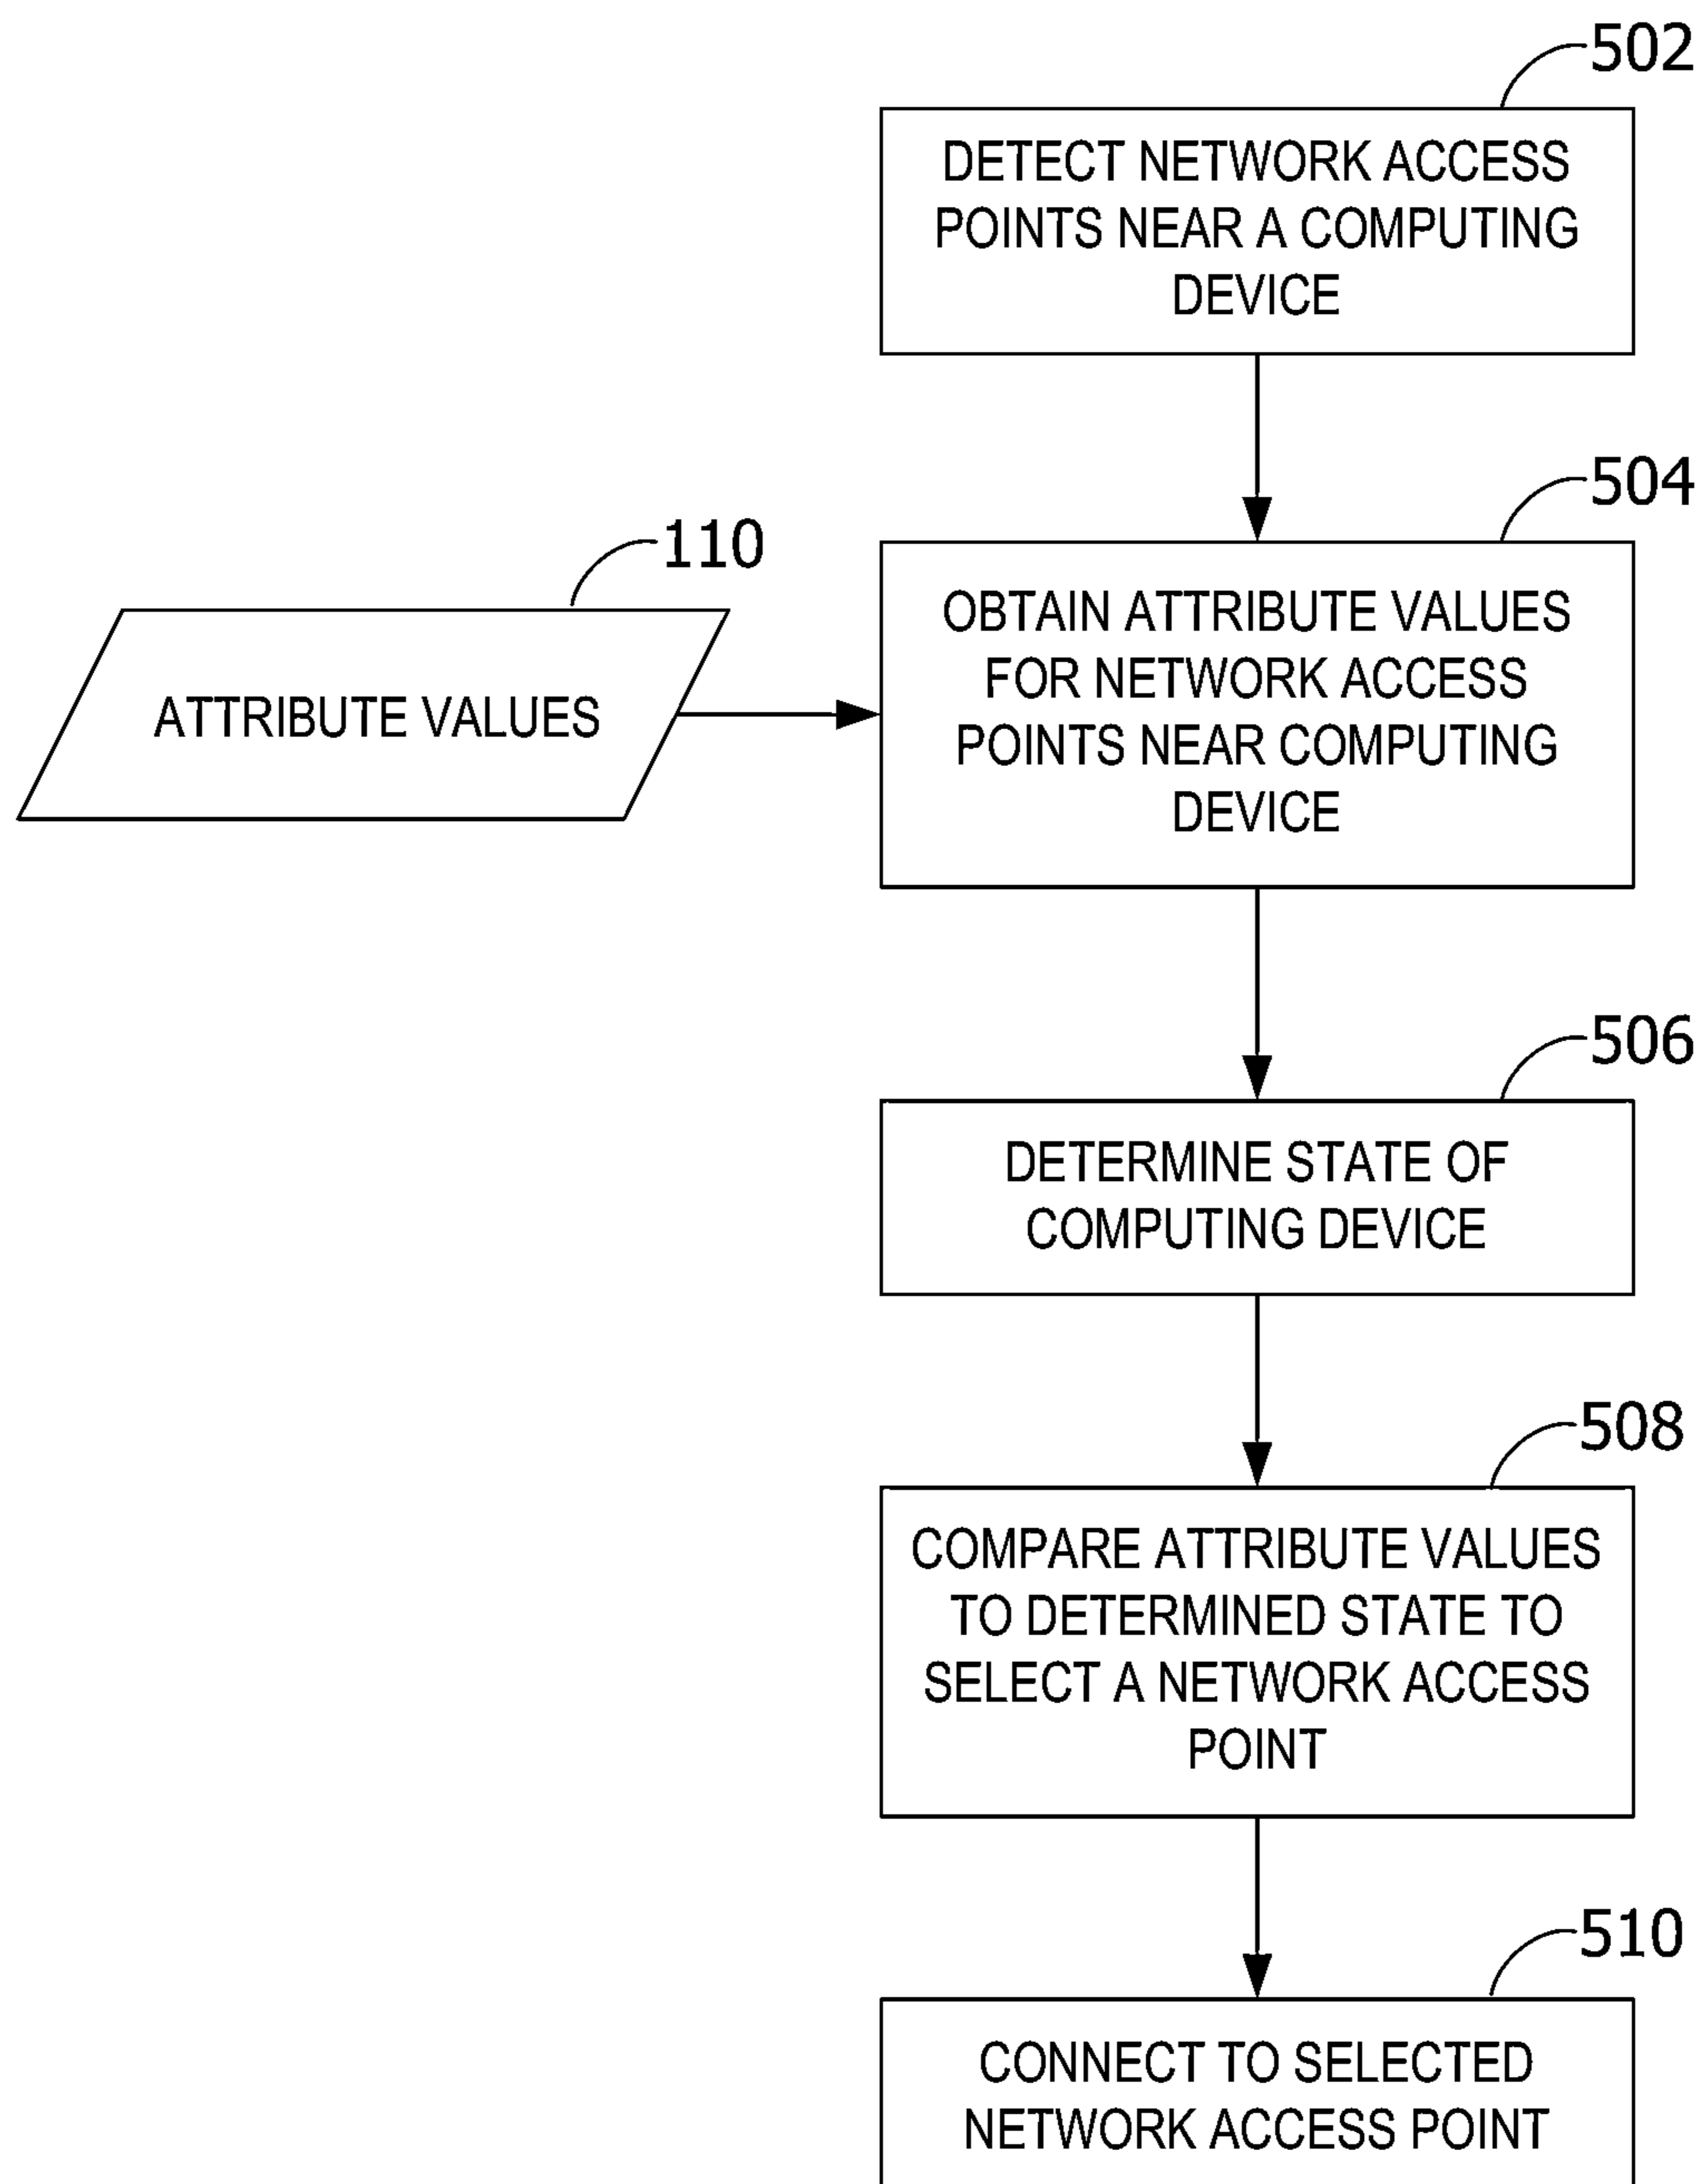 502
DETECT NETWORK ACCESS
POINTS NEAR A COMPUTING
DEVICE
504
OBTAIN ATTRIBUTE VALUES
FOR NETWORK ACCESS
POINTS NEAR COMPUTING
DEVICE
110
ATTRIBUTE VALUES
506
DETERMINE STATE OF
COMPUTING DEVICE
508
COMPARE ATTRIBUTE VALUES
TO DETERMINED STATE TO
SELECT A NETWORK ACCESS
POINT
510
CONNECT TO SELECTED
NETWORK ACCESS POINT